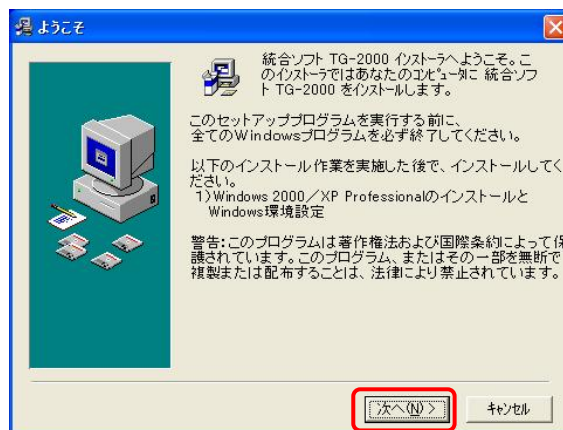 ようこそ
統合ソフト TG-2000 インストーラへようこそ。こ
のインストーラではあなたのコンピュータに 統合ソフ
ト TG-2000 をインストールします。
このセットアッププログラムを実行する前に、
全てのWindowsプログラムを必ず終了してください。
以下のインストール作業を実施した後で、インストールしてく
ださい。
1)Windows 2000/XP Professionalのインストールと
Windows環境設定
警告:このプログラムは著作権法および国際条約によって保
護されています。このプログラム、またはその一部を無断で
複製または配布することは、法律により禁止されています。
次へ(N) >
キャンセル